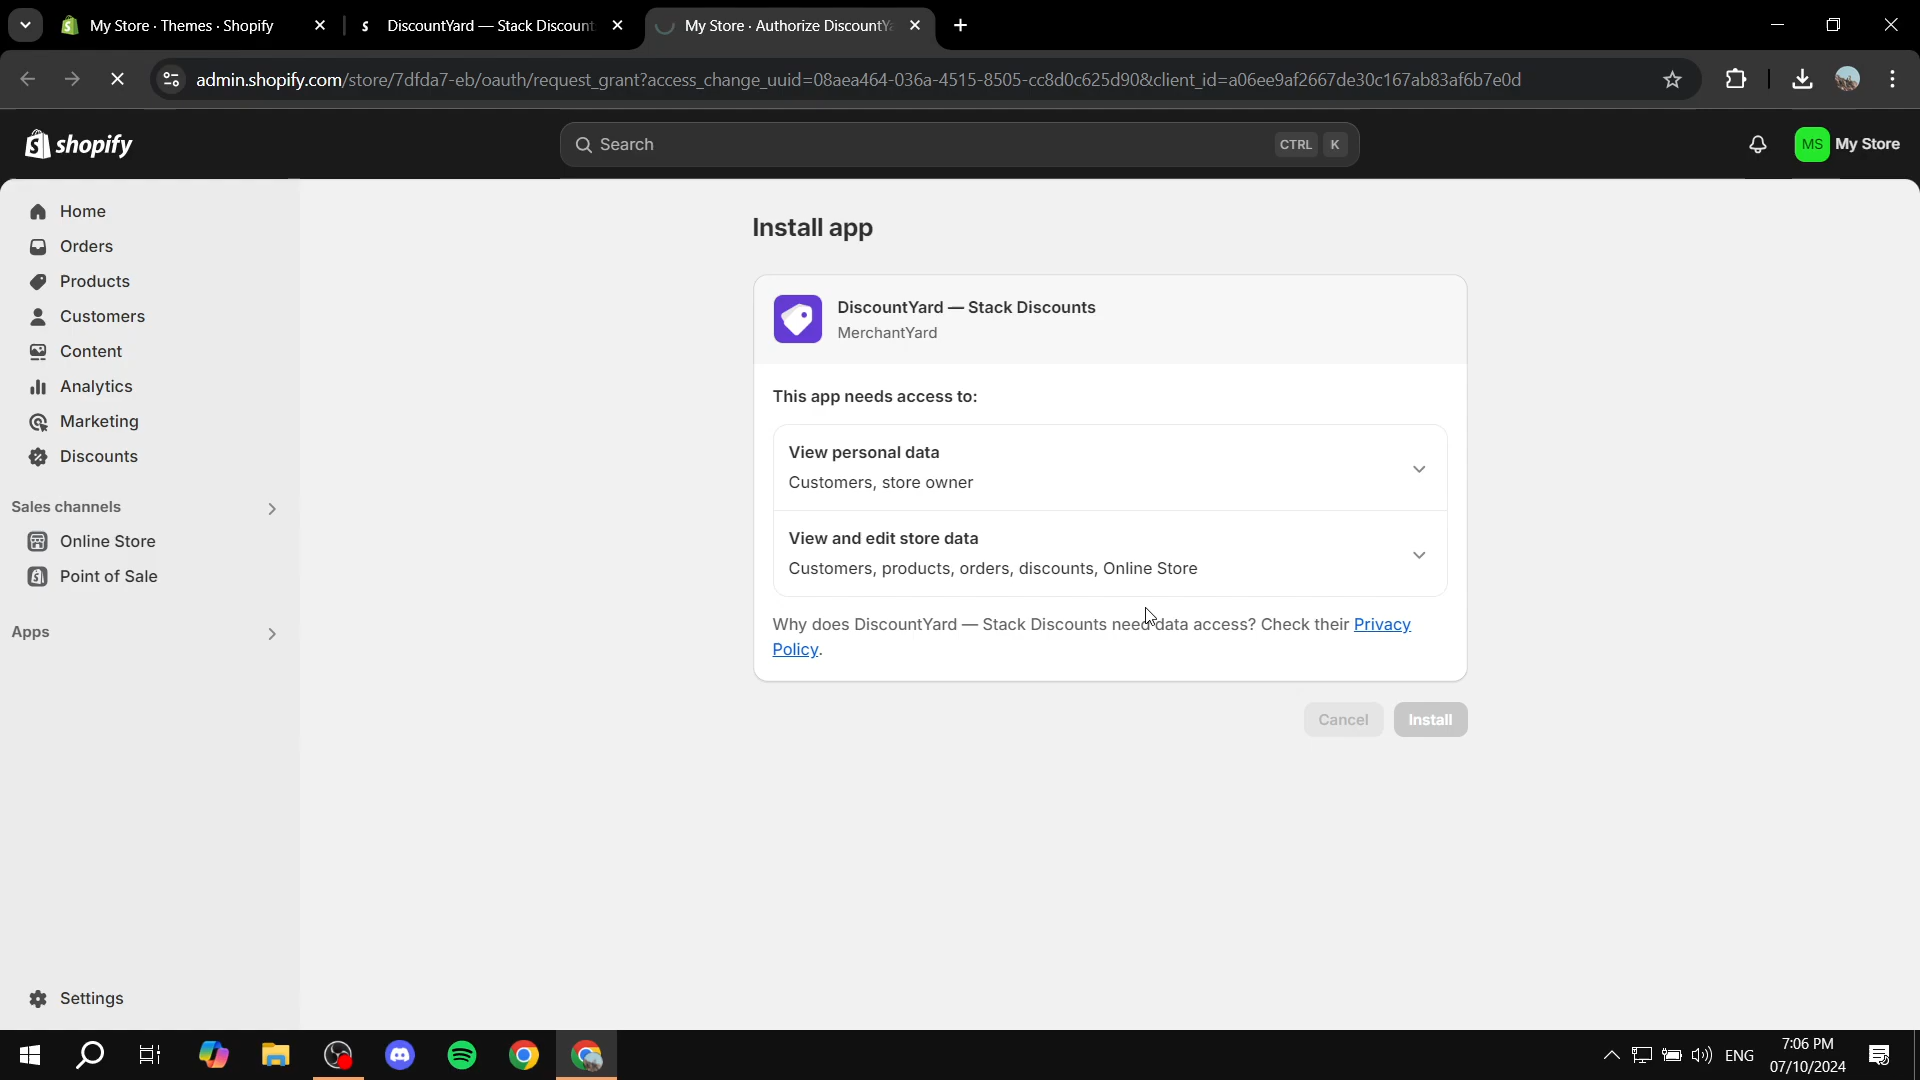 My Store · Themes · Shopify
DiscountYard — Stack Discount
My Store · Authorize DiscountY
admin.shopify.com/store/7dfda7-eb/oauth/request_grant?access_change_uuid=08aea464-036a-4515-8505-cc8d0c625d90&client_id=a06ee9af2667de30c167ab83af6b7e0d
shopify
Search
CTRL K
MS
My Store
Home
Orders
Products
Customers
Content
Analytics
Marketing
Discounts
Sales channels
Online Store
Point of Sale
Apps
Settings
Install app
DiscountYard — Stack Discounts
MerchantYard
This app needs access to:
View personal data
Customers, store owner
View and edit store data
Customers, products, orders, discounts, Online Store
Why does DiscountYard — Stack Discounts need data access? Check their Privacy
Policy.
Cancel
Install
ENG
7:06 PM
07/10/2024